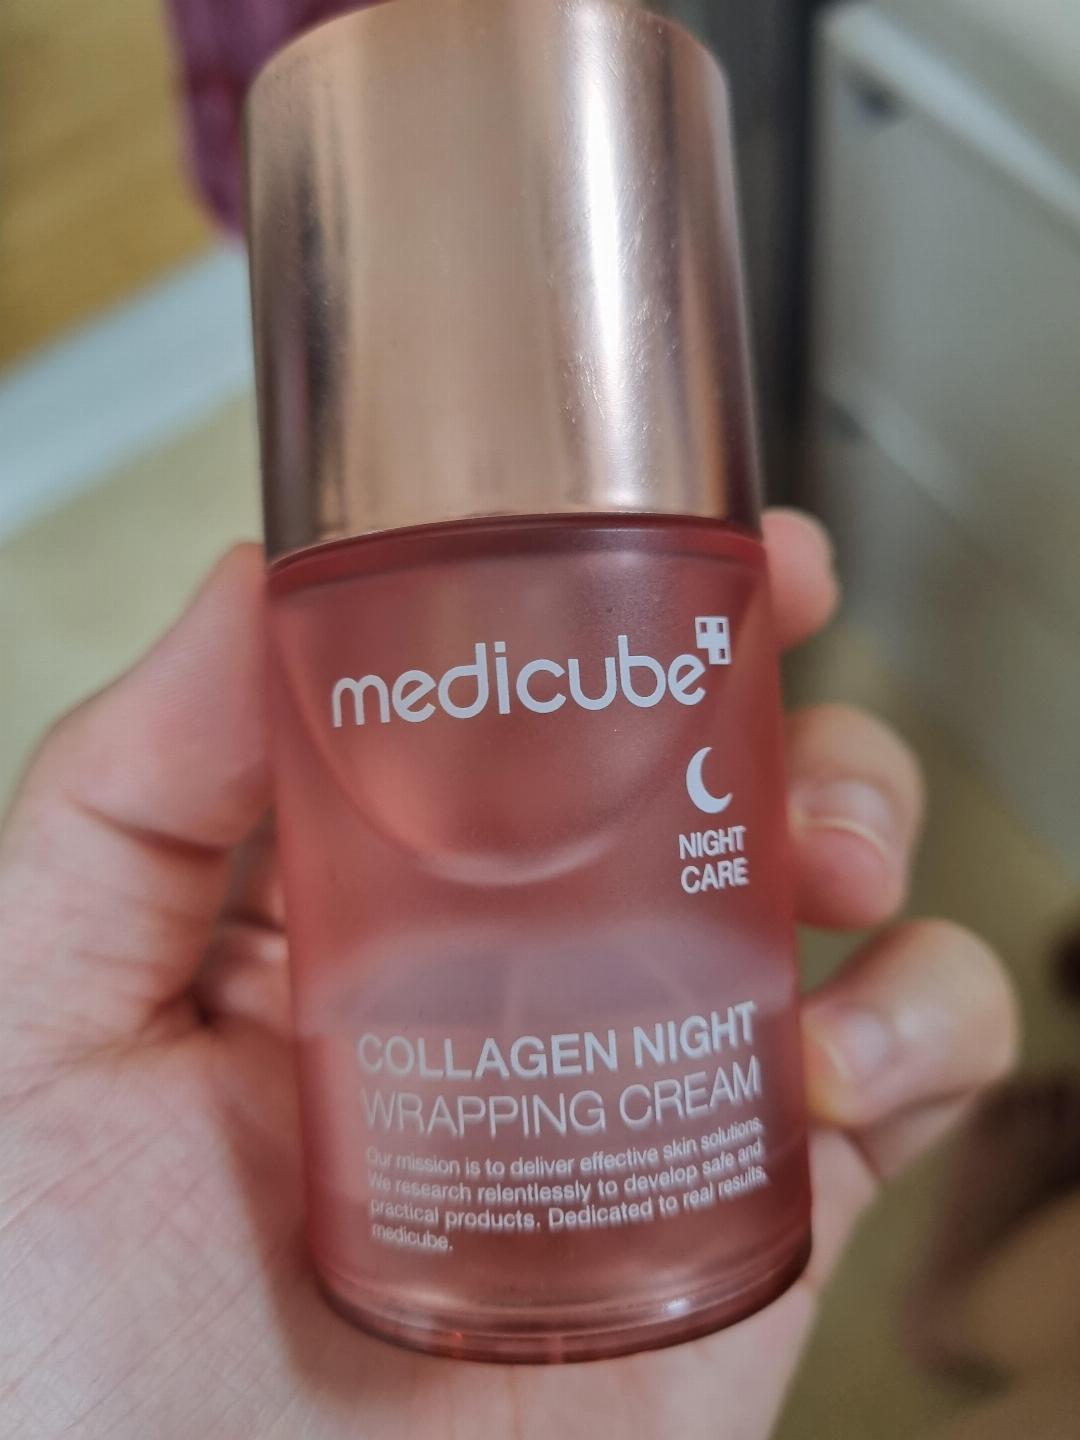 medicube
NIGHT
CARE
COLLAGEN NIGHT
WRAPPING CREAM
Our mission is to deliver effective skin solutions.
We research relentlessly to develop safe and
practical products. Dedicated to real results,
medicube.